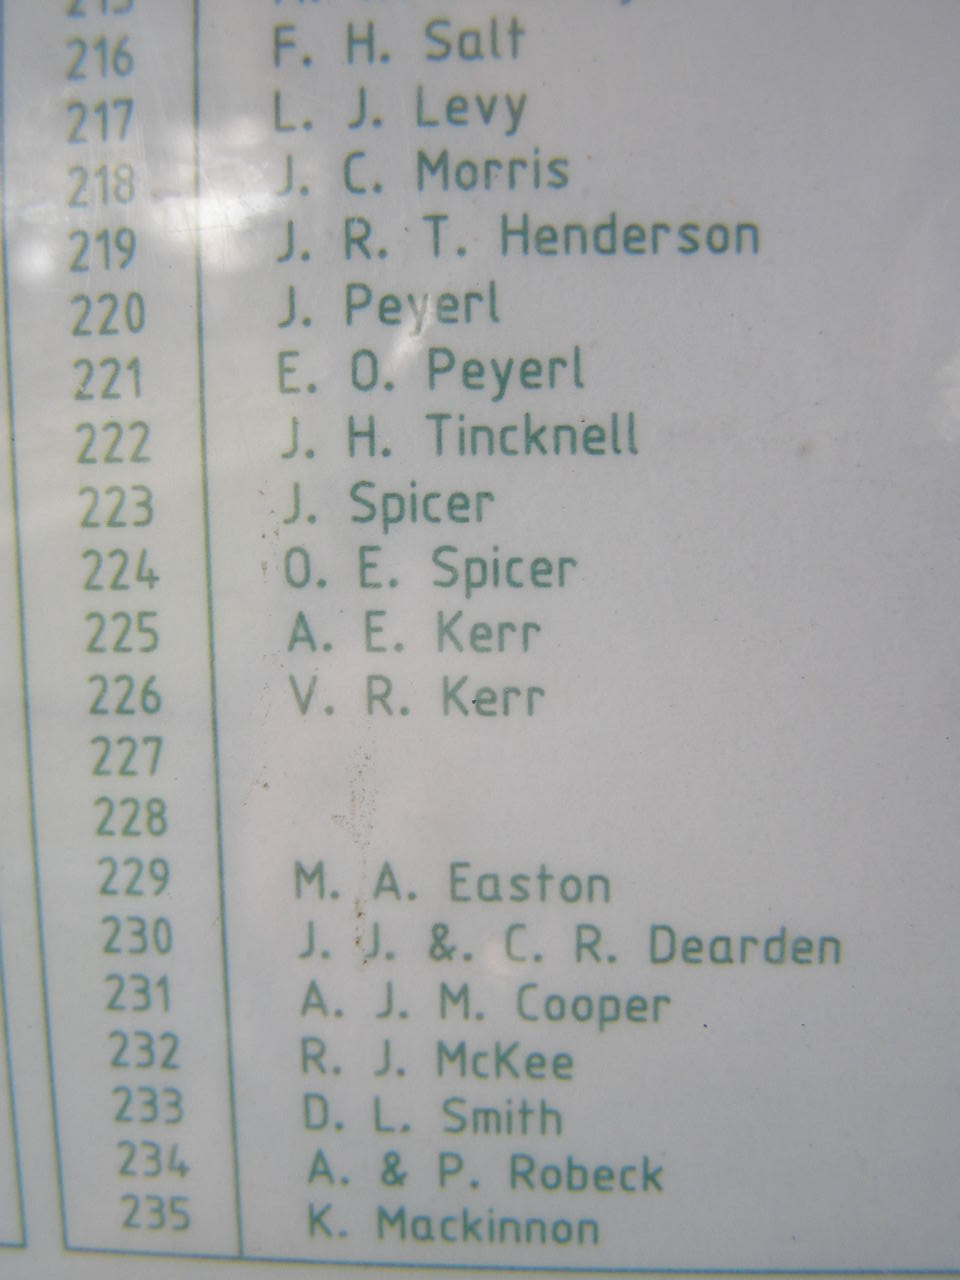 216 F. H. Salt
217 L. J. Levy
218 J. C. Morris
219 J. R. T. Henderson
220 J. Peyerl
221 E. O. Peyerl
222 J. H. Tincknell
223 J. Spicer
224 O. E. Spicer
225 A. E. Kerr
226 V. R. Kerr
227
228
229 M. A. Easton
230 J. J. &. C. R. Dearden
231 A. J. M. Cooper
232 R. J. McKee
233 D. L. Smith
234 A. & P. Robeck
235 K. Mackinnon